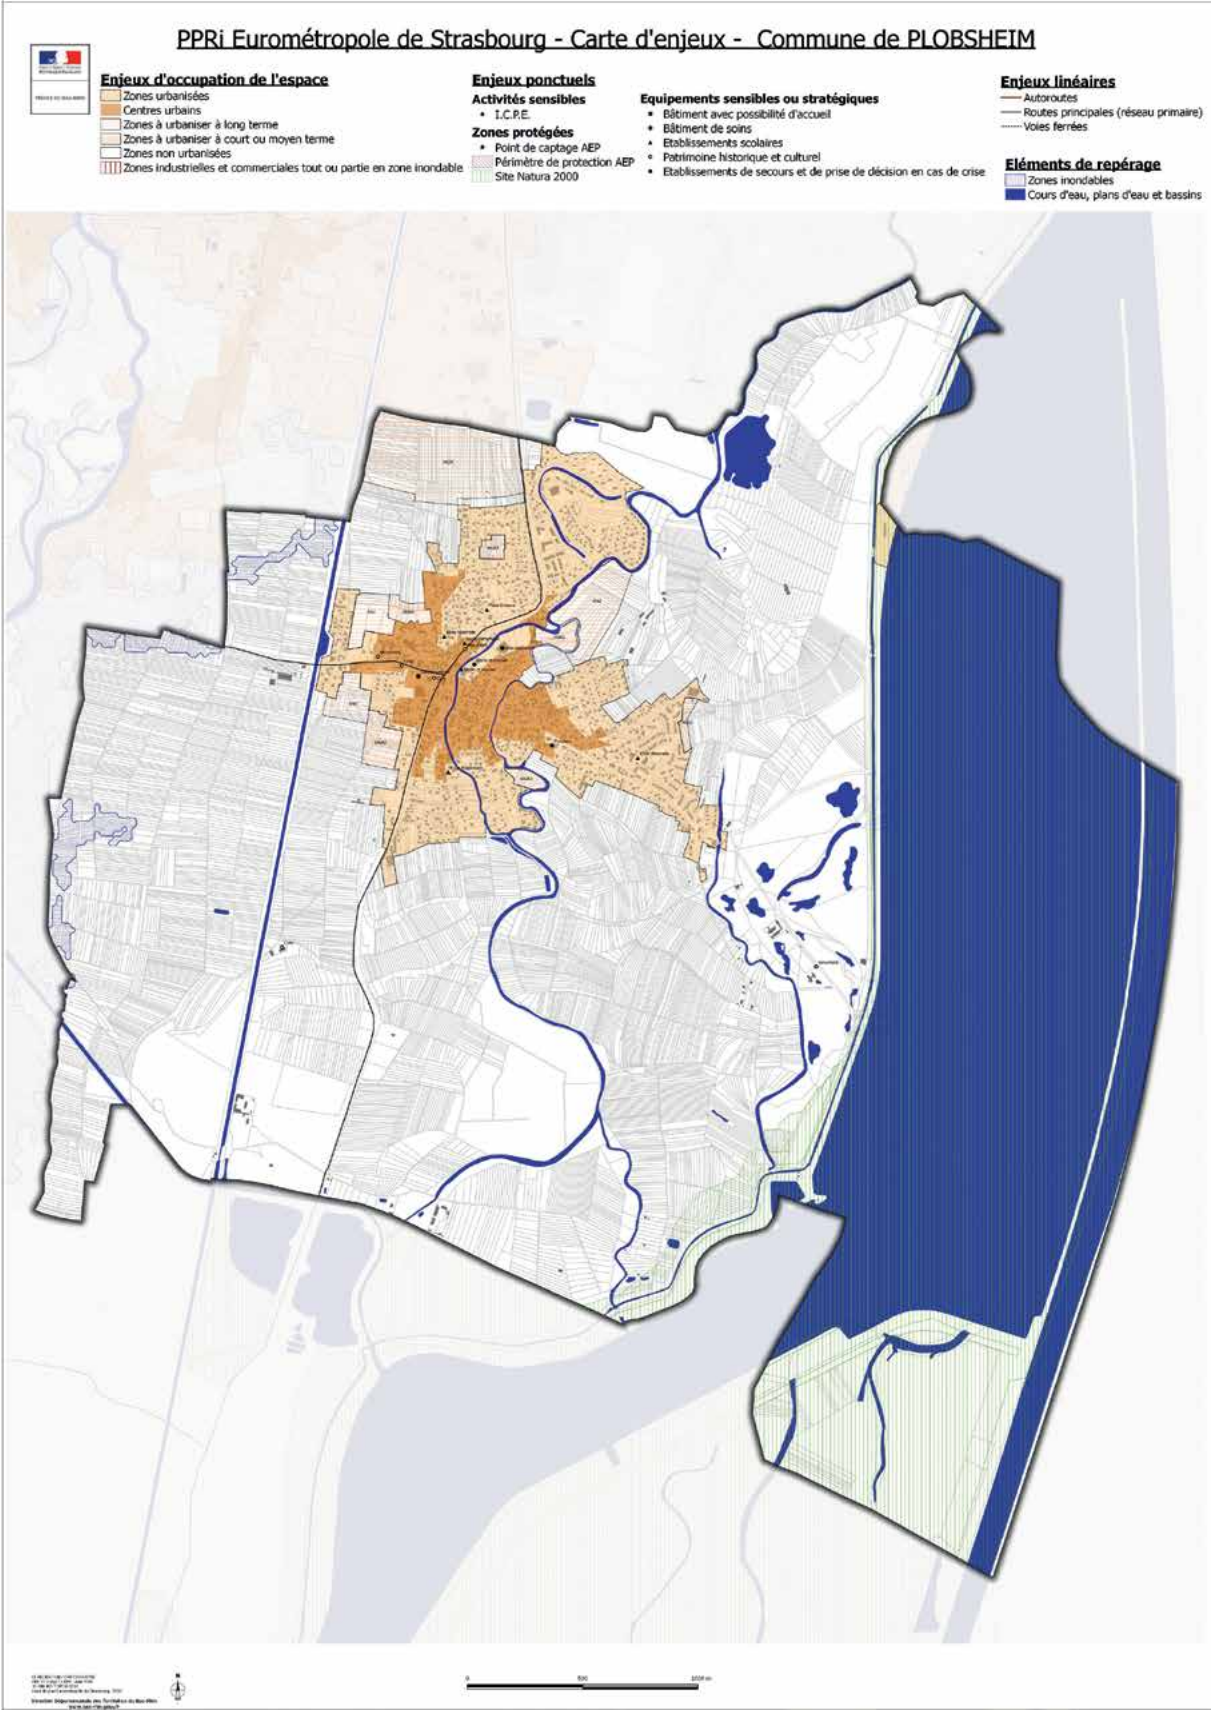 PPRi Eurométropole de Strasbourg - Carte d'enjeux - Commune de PLOBSHEIM
Enjeux d'occupation de l'espace
Zones urbanisées
Centres urbains
Zones à urbaniser à long terme
Zones à urbaniser à court ou moyen terme
Zones non urbanisées
Zones industrielles et commerciales tout ou partie en zone inondable
Enjeux ponctuels
Activités sensibles
I.C.P.E.
Zones protégées
Point de captage AEP
Périmètre de protection AEP
Site Natura 2000
Equipements sensibles ou stratégiques
Bâtiment avec possibilité d'accueil
Bâtiment de soins
Etablissements scolaires
Patrimoine historique et culturel
Etablissements de secours et de prise de décision en cas de crise
Enjeux linéaires
Autoroutes
Routes principales (réseau primaire)
Voies ferrées
Eléments de repérage
Zones inondables
Cours d'eau, plans d'eau et bassins
N
0 500 1000 m